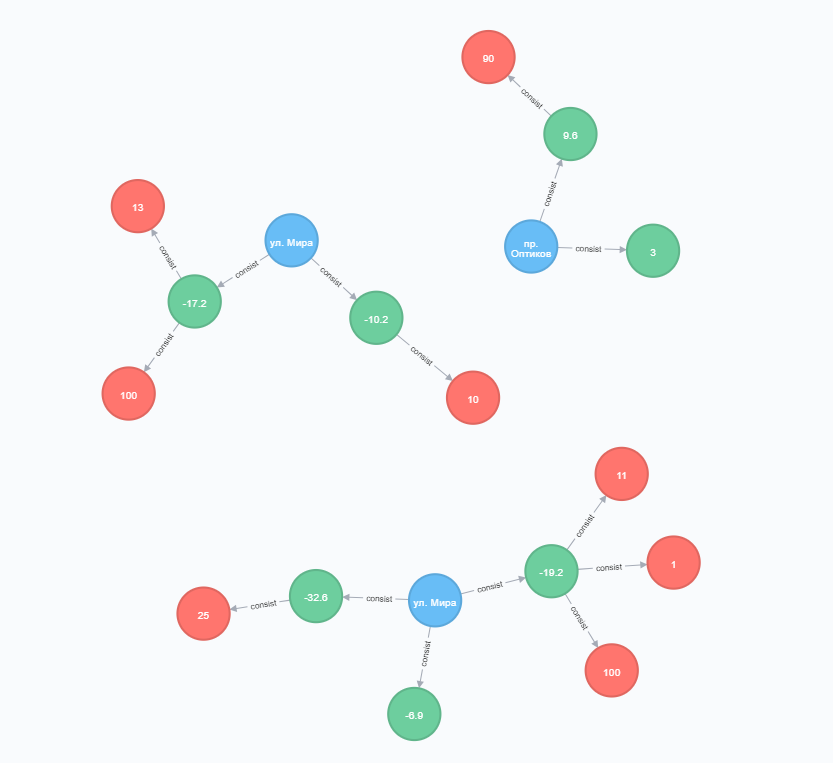 90
consist
9.6
consist
пр.
Оптиков
consist
3
13
consist
ул. Мира
consist
consist
-17.2
-10.2
consist
consist
100
10
11
consist
-19.2
consist
1
consist
100
consist
ул. Мира
consist
-32.6
consist
25
consist
-6.9